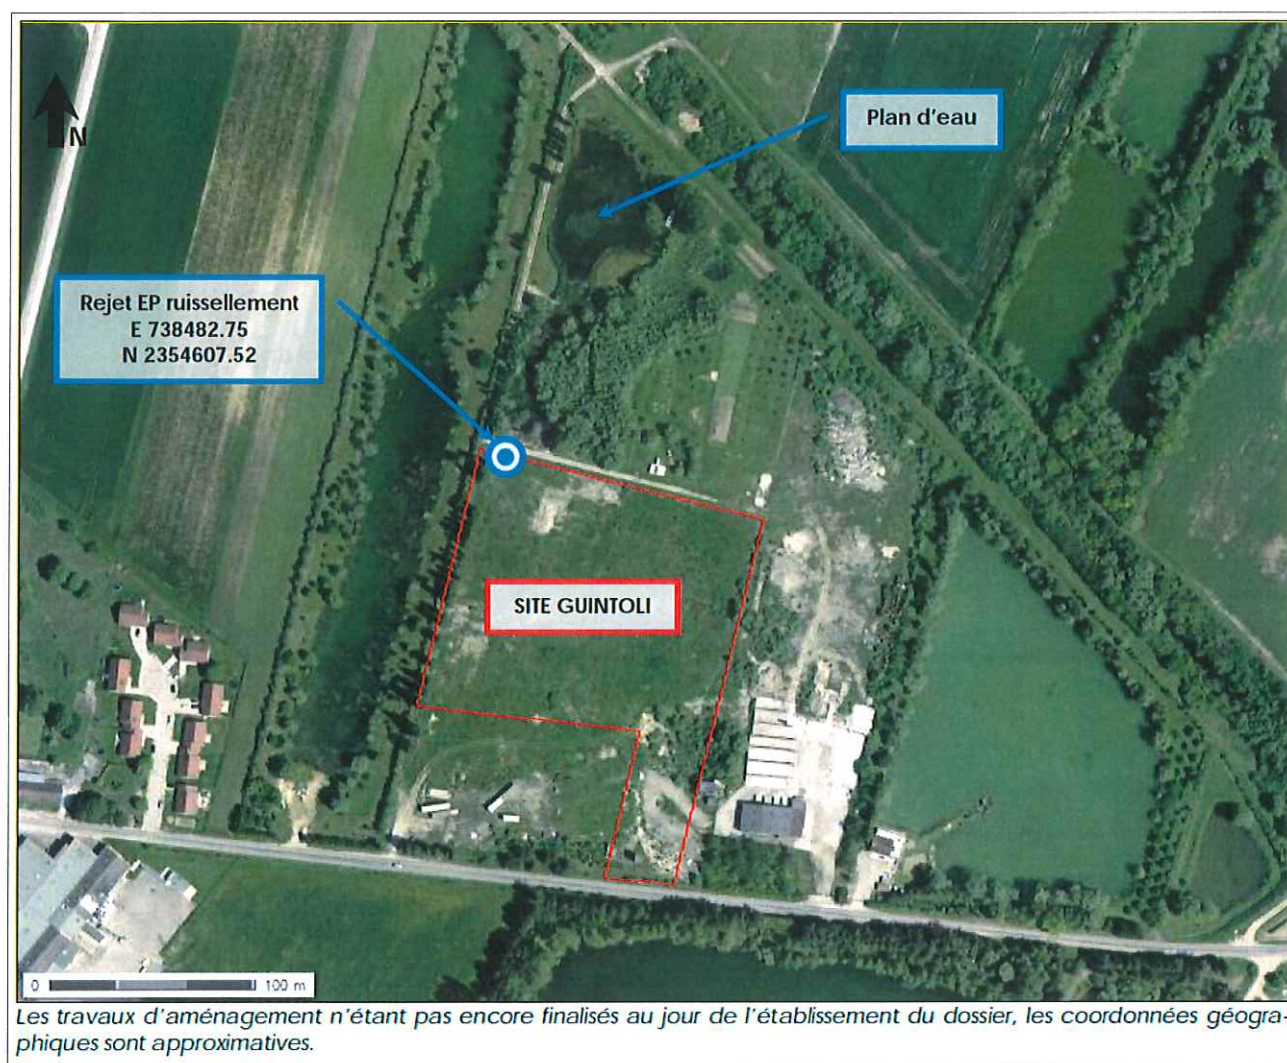 N
Plan d'eau
Rejet EP ruissellement
E 738482.75
N 2354607.52
SITE GUINTOLI
0 100 m
Les travaux d'aménagement n'étant pas encore finalisés au jour de l'établissement du dossier, les coordonnées géogra-
phiques sont approximatives.